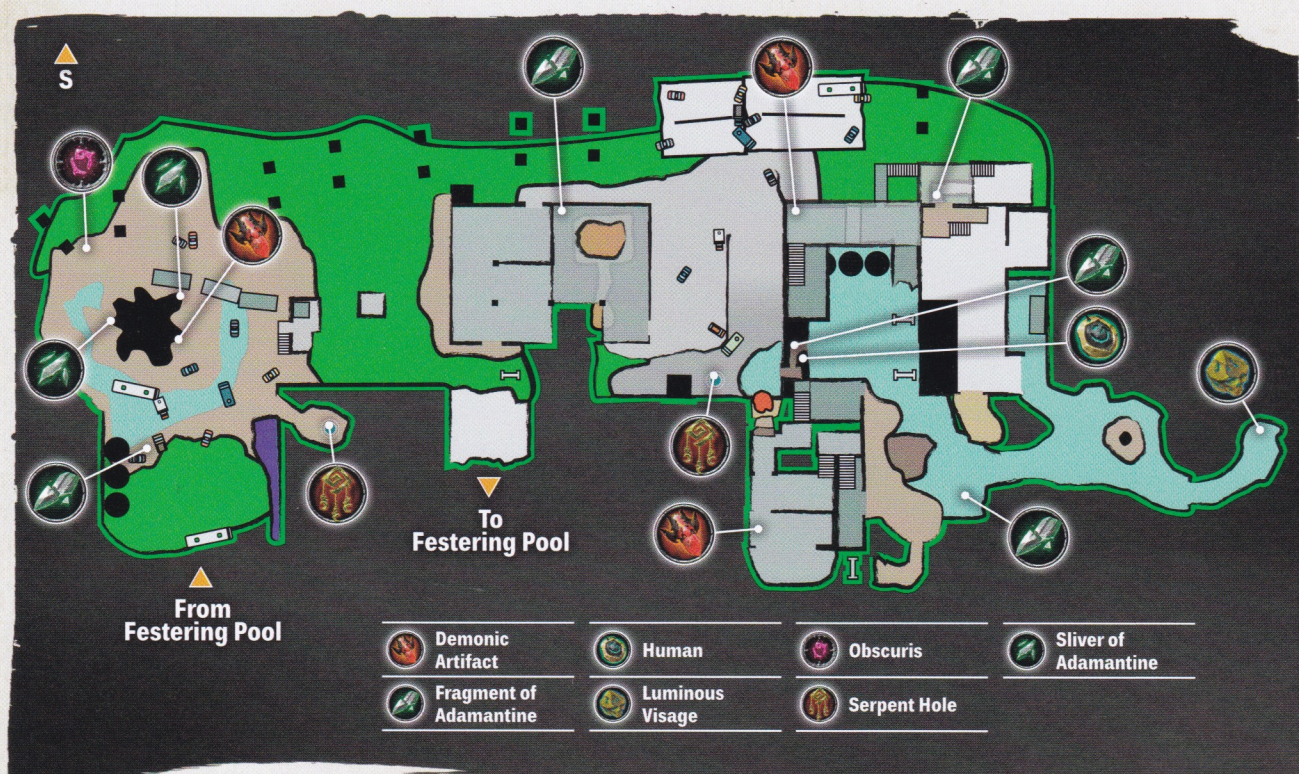 S
To
Festering Pool
From
Festering Pool
Demonic
Artifact
Human
Obscuris
Sliver of
Adamantine
Fragment of
Adamantine
Luminous
Visage
Serpent Hole